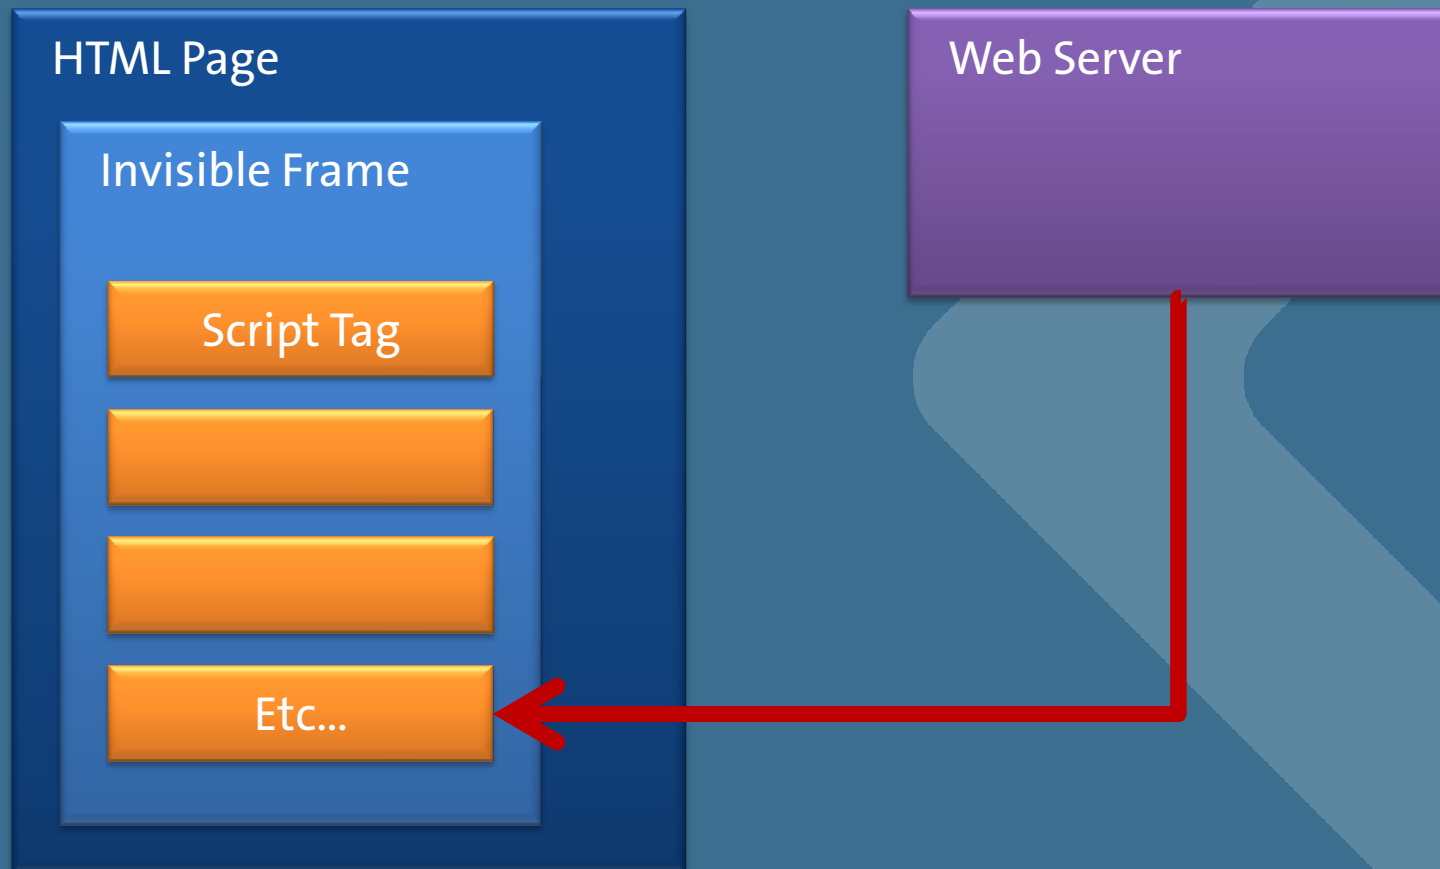 HTML Page
Web Server
Invisible Frame
Script Tag
Etc...